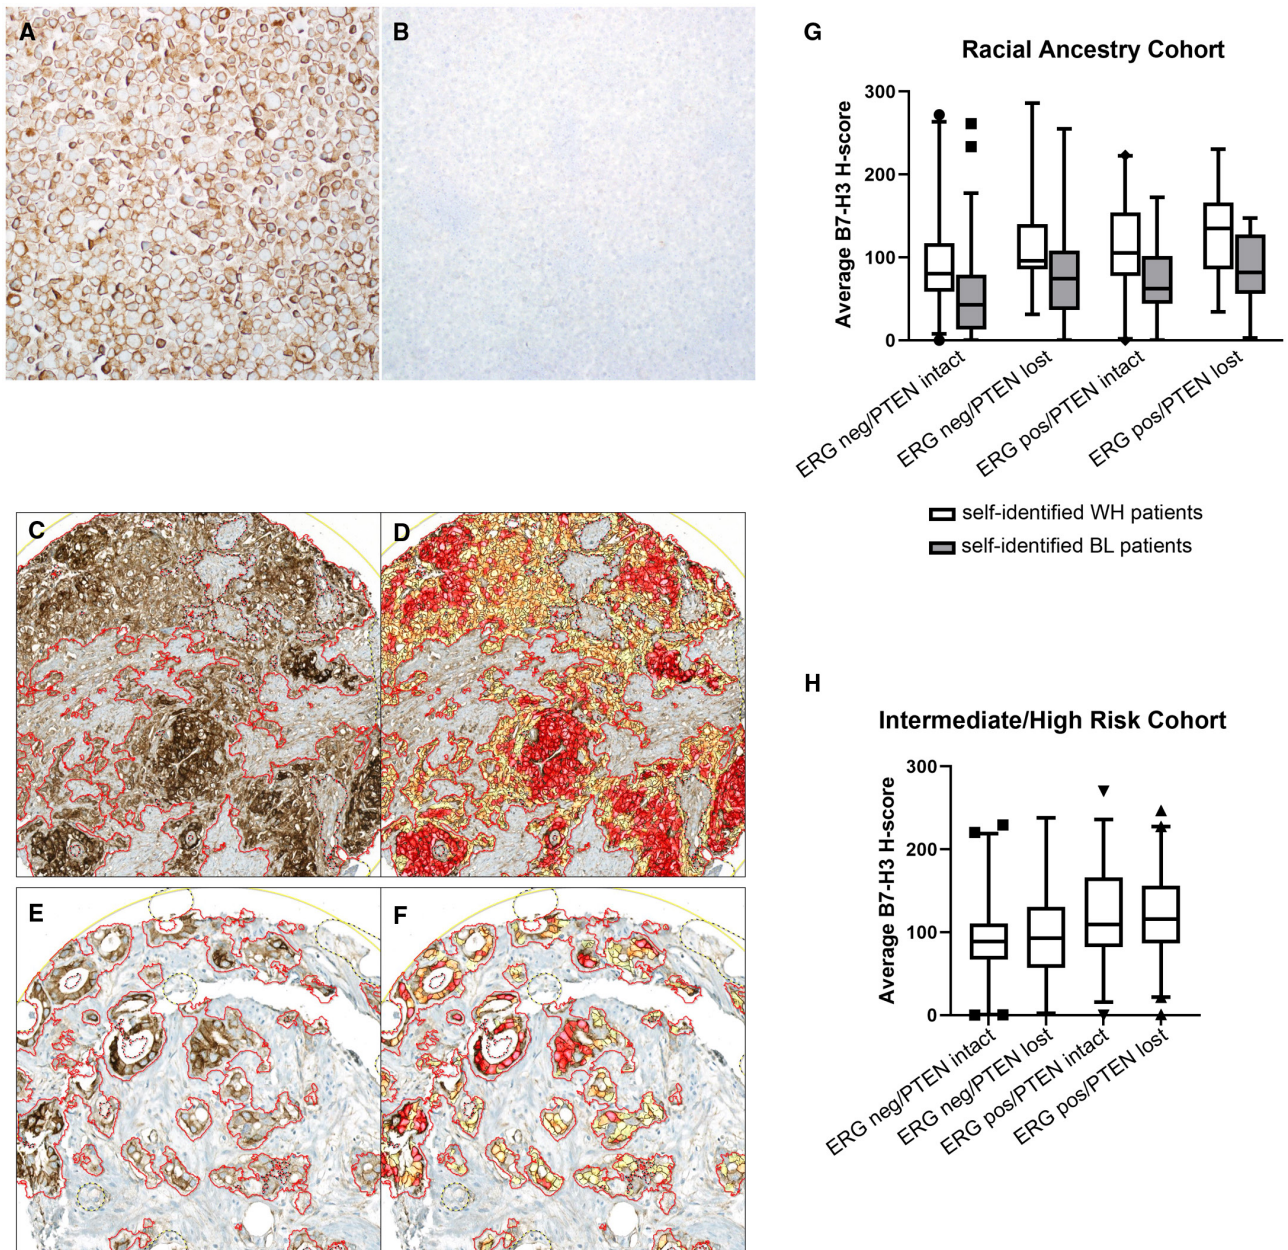 A
B
G
Racial Ancestry Cohort
Average B7-H3 H-score
300
200
100
0
ERG neg/PTEN intact
ERG neg/PTEN lost
ERG pos/PTEN intact
ERG pos/PTEN lost
self-identified WH patients
self-identified BL patients
C
D
E
F
H
Intermediate/High Risk Cohort
Average B7-H3 H-score
300
200
100
0
ERG neg/PTEN intact
ERG neg/PTEN lost
ERG pos/PTEN intact
ERG pos/PTEN lost